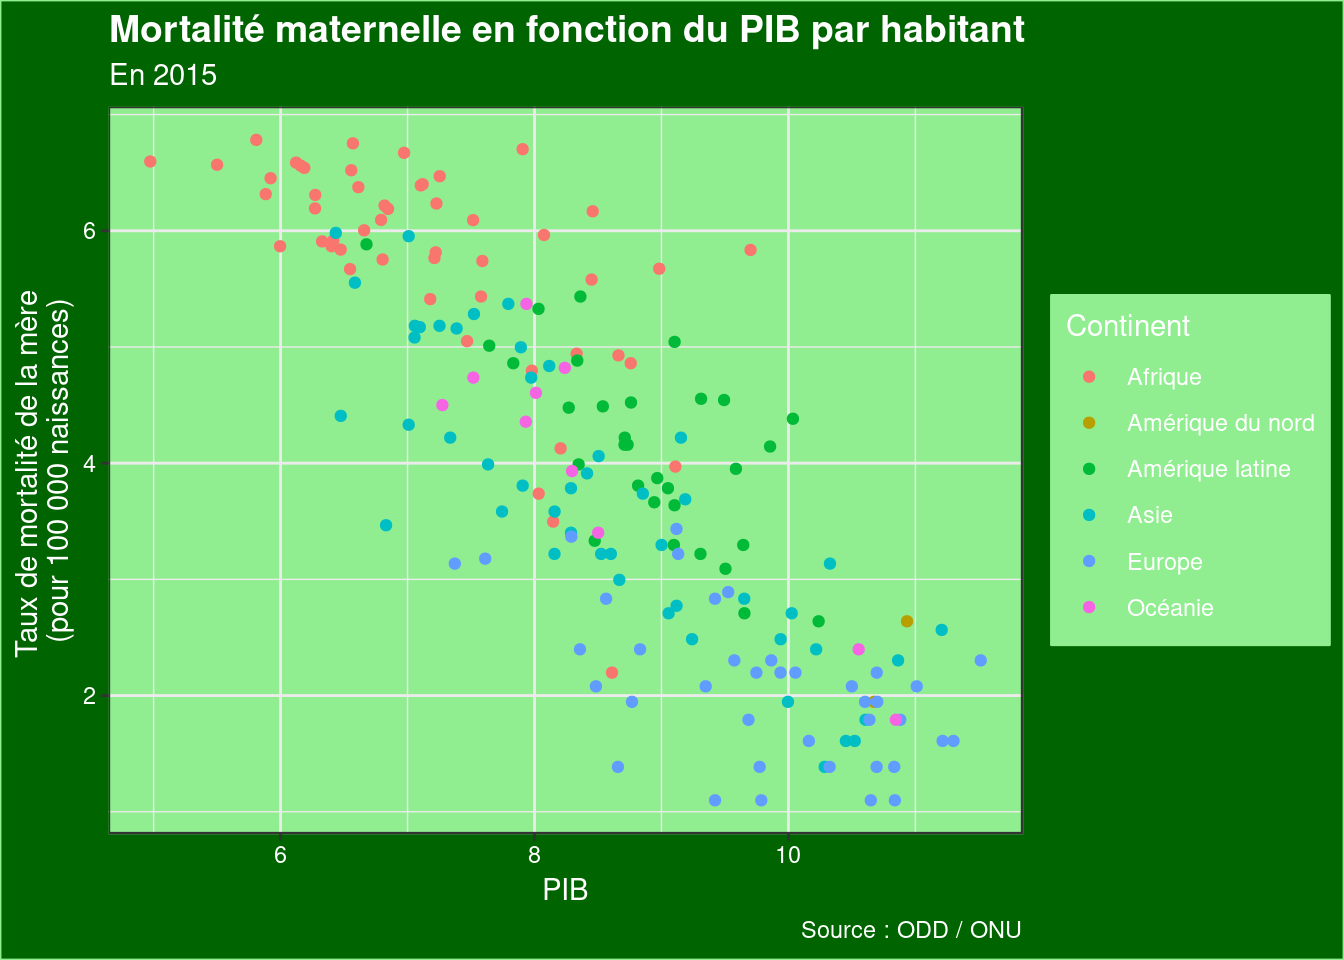 Mortalité maternelle en fonction du PIB par habitant
En 2015
Taux de mortalité de la mère
(pour 100 000 naissances)
6
4
2
6
8
10
PIB
Continent
Afrique
Amérique du nord
Amérique latine
Asie
Europe
Océanie
Source : ODD / ONU